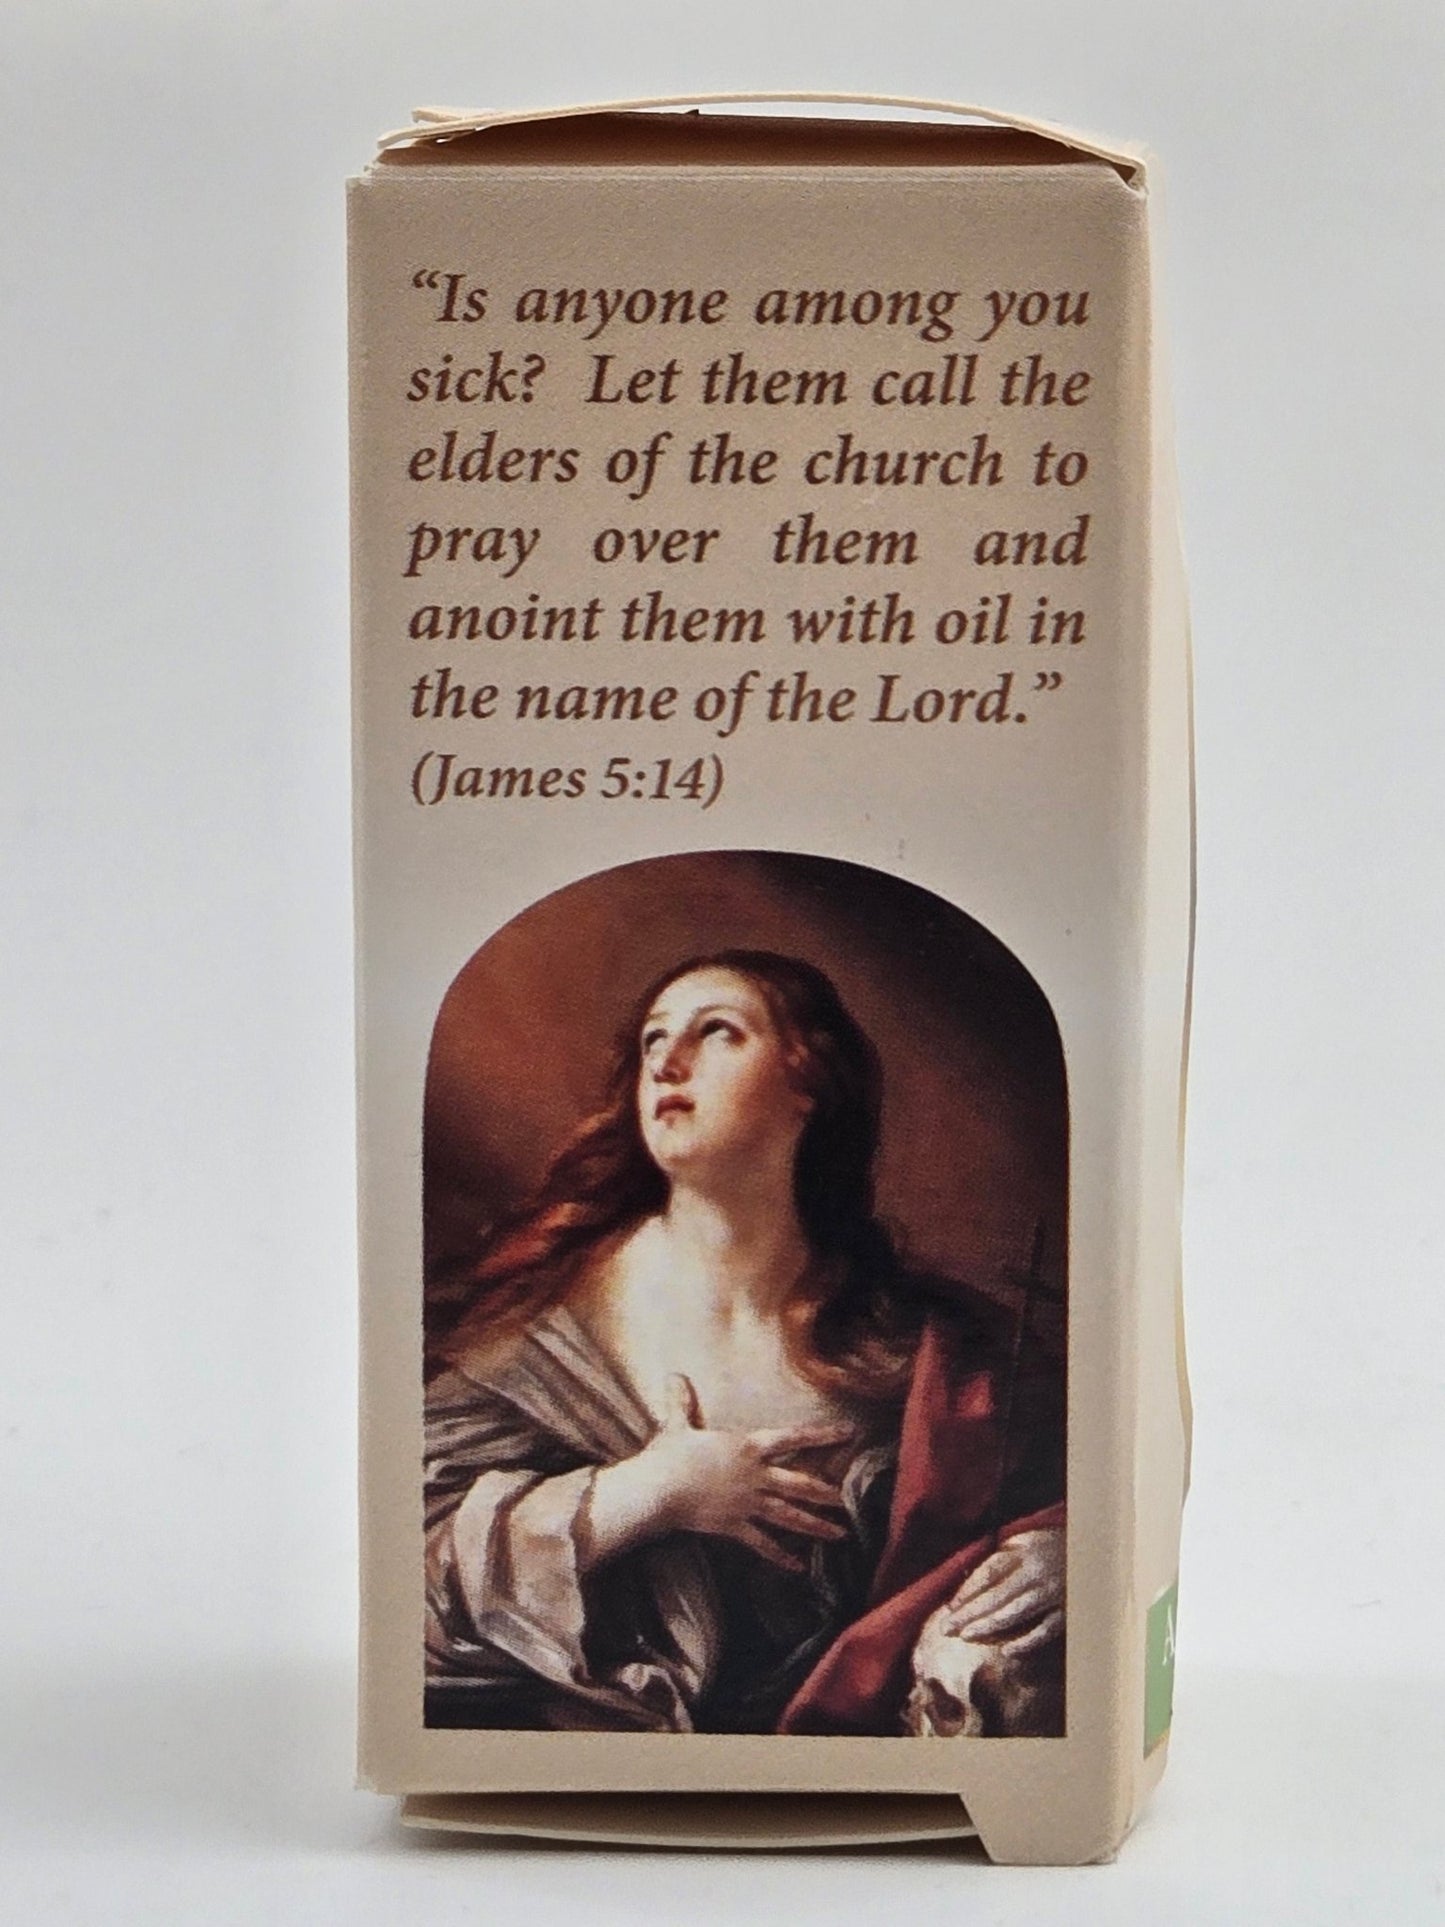 “Is anyone among you
sick? Let them call the
elders of the church to
pray over them and
anoint them with oil in
the name of the Lord.”
(James 5:14)